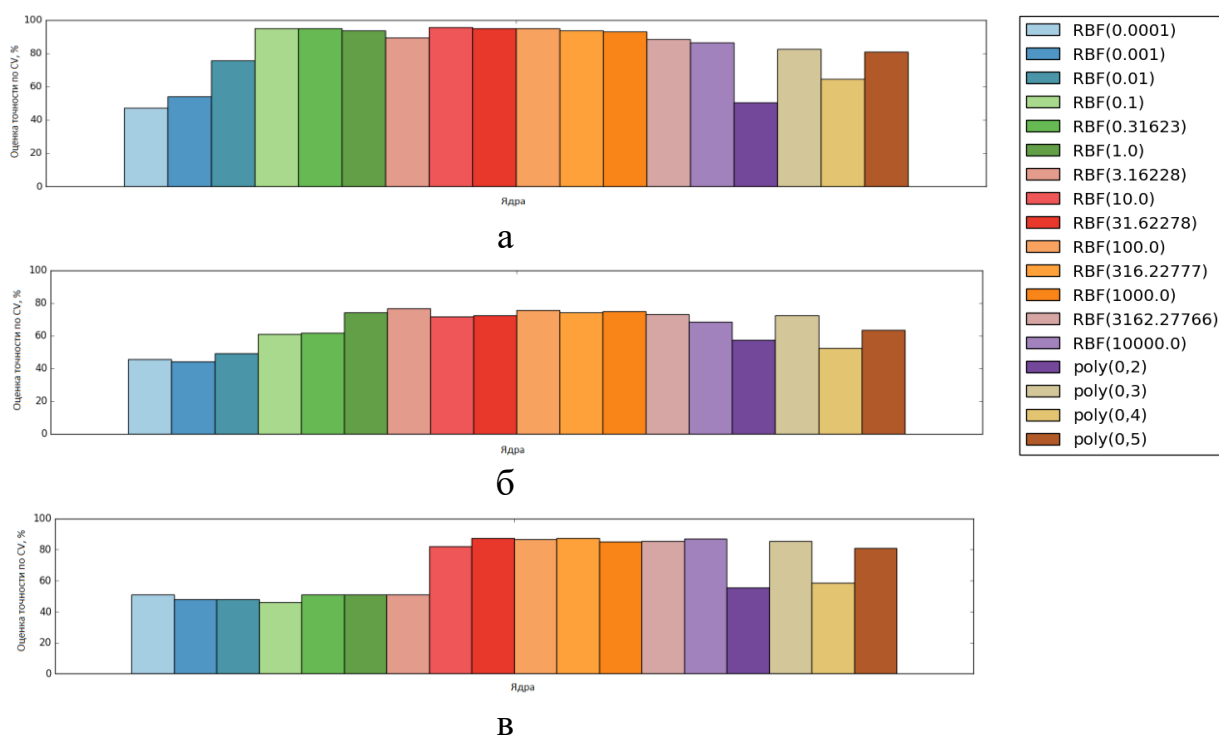 100
80
60
40
20
0
Оценка точности по CV, %
Ядра
а
100
80
60
40
20
0
Оценка точности по CV, %
Ядра
б
100
80
60
40
20
0
Оценка точности по CV, %
Ядра
в
RBF(0.0001)
RBF(0.001)
RBF(0.01)
RBF(0.1)
RBF(0.31623)
RBF(1.0)
RBF(3.16228)
RBF(10.0)
RBF(31.62278)
RBF(100.0)
RBF(316.22777)
RBF(1000.0)
RBF(3162.27766)
RBF(10000.0)
poly(0,2)
poly(0,3)
poly(0,4)
poly(0,5)